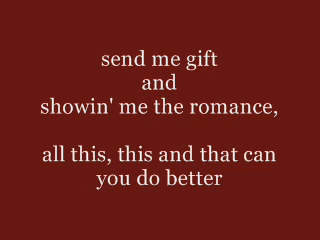 send me gift
and
showin' me the romance,
all this, this and that can
you do better